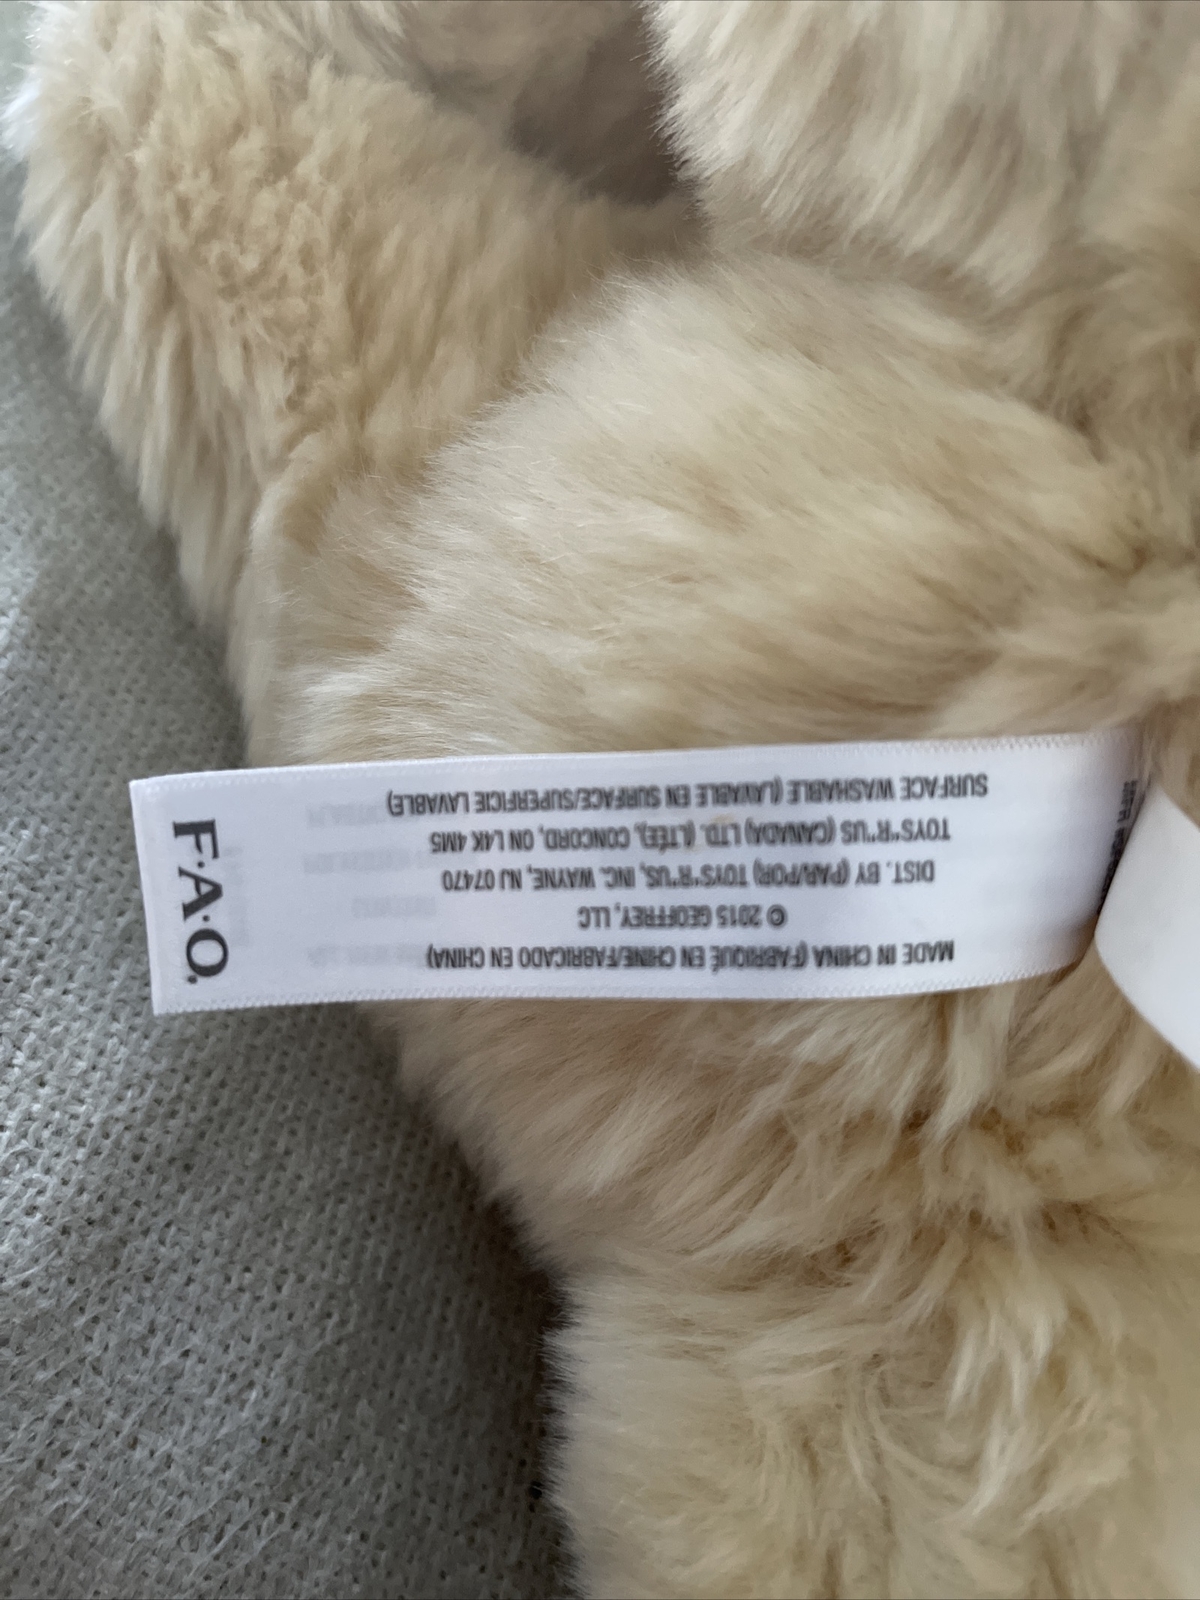 F·A·O.
MADE IN CHINA (FABRIQUÉ EN CHINE/FABRICADO EN CHINA)
© 2015 GEOFFREY, LLC
DIST. BY (PAR/POR) TOYS"R"US, INC. WAYNE, NJ 07470
TOYS"R"US (CANADA) LTD. (LTÉE), CONCORD, ON L4K 4M5
SURFACE WASHABLE (LAVABLE EN SURFACE/SUPERFICIE LAVABLE)